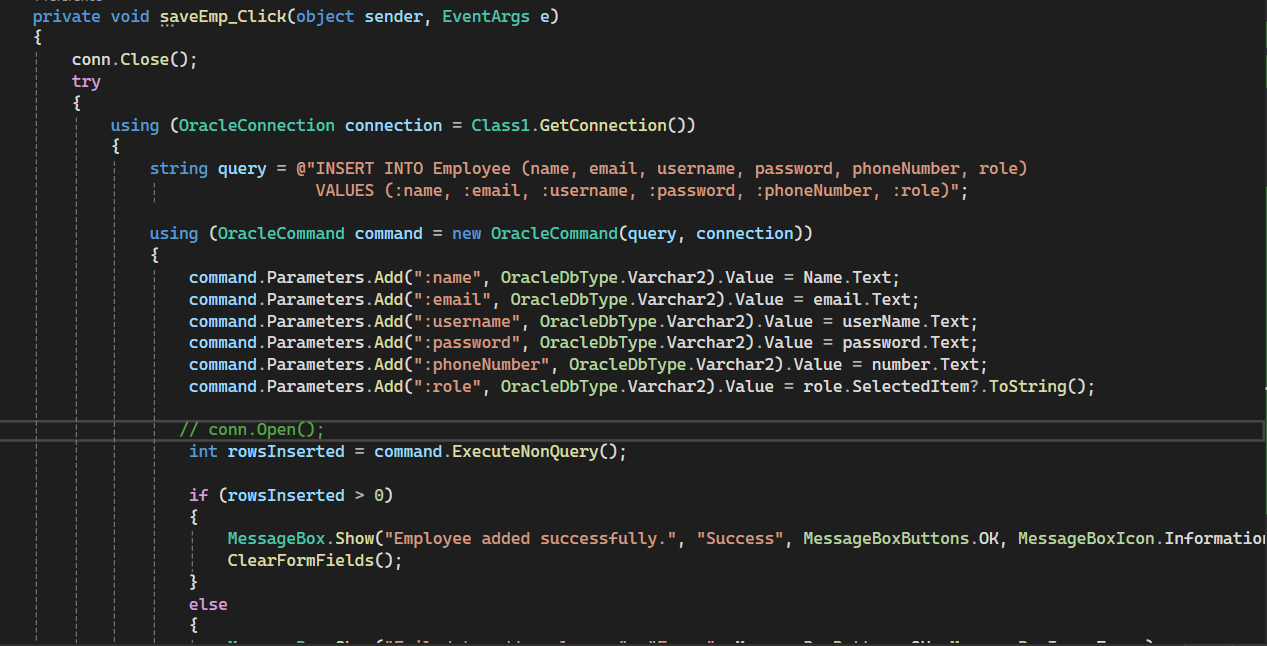 private void saveEmp_Click(object sender, EventArgs e)
{
conn.Close();
try
{
using (OracleConnection connection = Class1.GetConnection())
{
string query = @"INSERT INTO Employee (name, email, username, password, phoneNumber, role)
VALUES (:name, :email, :username, :password, :phoneNumber, :role)";
using (OracleCommand command = new OracleCommand(query, connection))
{
command.Parameters.Add(":name", OracleDbType.Varchar2).Value = Name.Text;
command.Parameters.Add(":email", OracleDbType.Varchar2).Value = email.Text;
command.Parameters.Add(":username", OracleDbType.Varchar2).Value = userName.Text;
command.Parameters.Add(":password", OracleDbType.Varchar2).Value = password.Text;
command.Parameters.Add(":phoneNumber", OracleDbType.Varchar2).Value = number.Text;
command.Parameters.Add(":role", OracleDbType.Varchar2).Value = role.SelectedItem?.ToString();
// conn.Open();
int rowsInserted = command.ExecuteNonQuery();
if (rowsInserted > 0)
{
MessageBox.Show("Employee added successfully.", "Success", MessageBoxButtons.OK, MessageBoxIcon.Information
ClearFormFields();
}
else
{